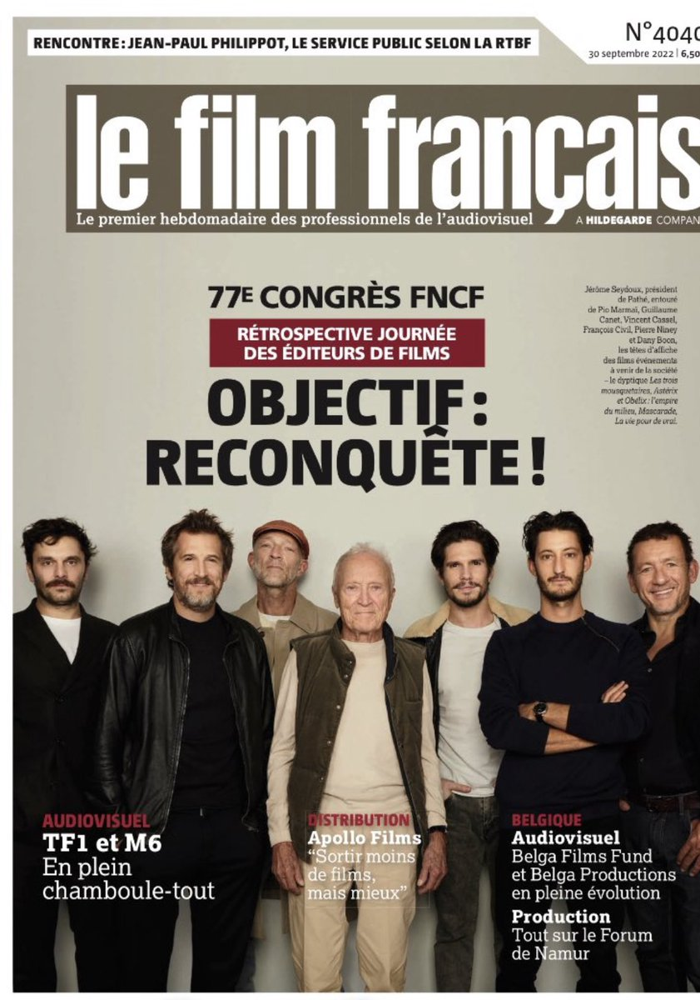 RENCONTRE : JEAN-PAUL PHILIPPOT, LE SERVICE PUBLIC SELON LA RTBF
N°4040
30 septembre 2022 | 6,50
le film français
Le premier hebdomadaire des professionnels de l'audiovisuel
A HILDEGARDE COMPAN
77E CONGRÈS FNCF
RÉTROSPECTIVE JOURNÉE
DES ÉDITEURS DE FILMS
OBJECTIF :
RECONQUÊTE !
Jérôme Seydoux, président
de Pathé, entouré
de Pio Marmaï, Guillaume
Canet, Vincent Cassel,
François Civil, Pierre Niney
et Dany Boon,
les têtes d'affiche
des films événements
à venir de la société
– le dyptique Les trois
mousquetaires, Astérix
et Obélix : l'empire
du milieu, Mascarade,
La vie pour de vrai.
AUDIOVISUEL
TF1 et M6
En plein
chamboule-tout
DISTRIBUTION
Apollo Films
“Sortir moins
de films,
mais mieux”
BELGIQUE
Audiovisuel
Belga Films Fund
et Belga Productions
en pleine évolution
Production
Tout sur le Forum
de Namur